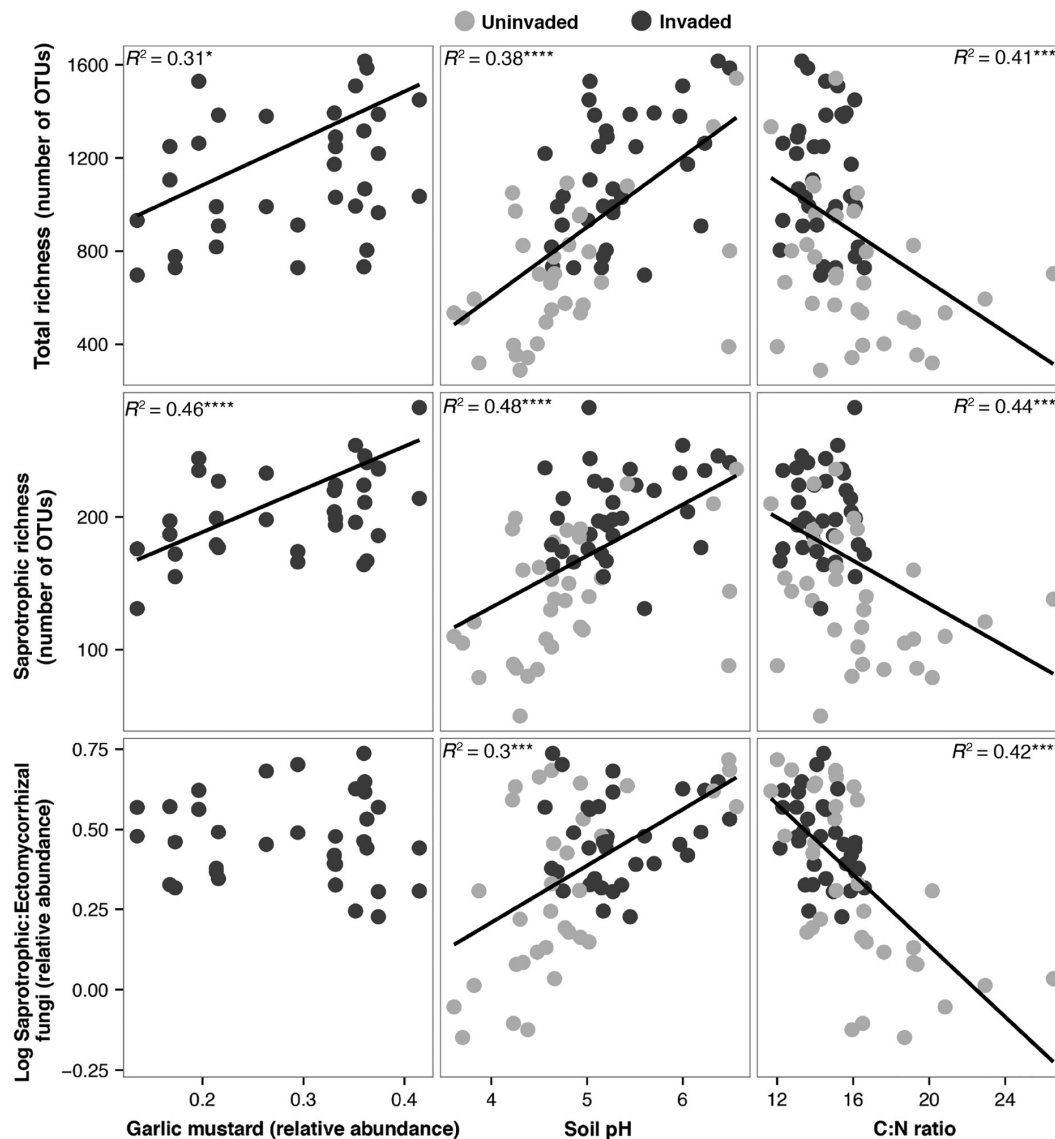 Uninvaded Invaded
R² = 0.31* R² = 0.38**** R² = 0.41***
Total richness (number of OTUs)
1600
1200
800
400
R² = 0.46**** R² = 0.48**** R² = 0.44***
Saprotrophic richness
(number of OTUs)
200
100
R² = 0.3*** R² = 0.42***
Log Saprotrophic:Ectomycorrhizal
fungi (relative abundance)
0.75
0.50
0.25
0.00
−0.25
0.2 0.3 0.4 4 5 6 12 16 20 24
Garlic mustard (relative abundance) Soil pH C:N ratio